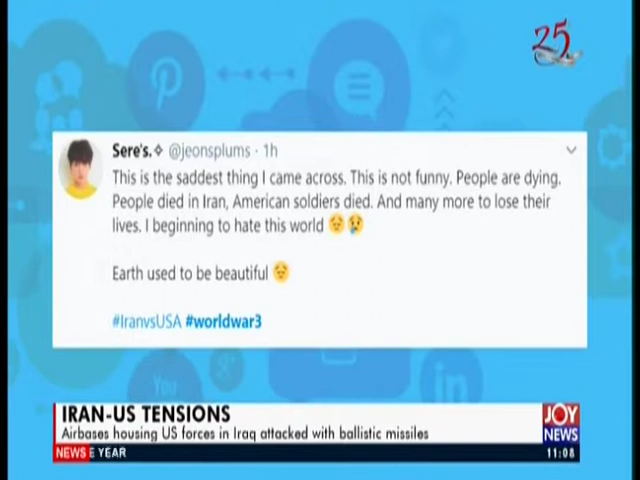 25
Sere's. @jeonsplums · 1h
This is the saddest thing I came across. This is not funny. People are dying.
People died in Iran, American soldiers died. And many more to lose their
lives. I beginning to hate this world 😔😢
Earth used to be beautiful 😔
#IranvsUSA #worldwar3
You
g+
in
IRAN-US TENSIONS
Airbases housing US forces in Iraq attacked with ballistic missiles
JOY
NEWS
NEWS E YEAR
11:08